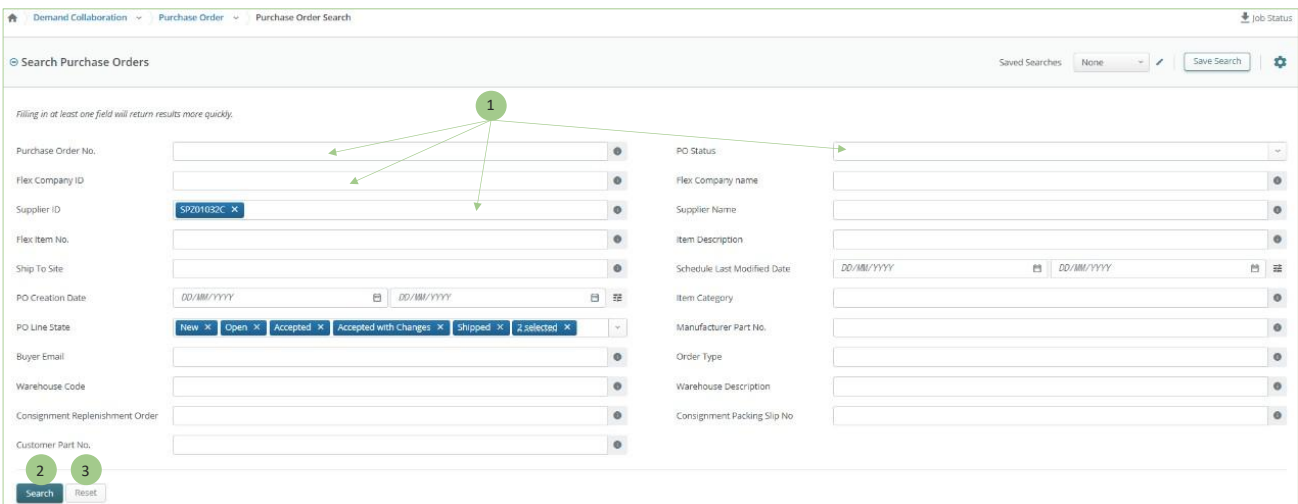 Demand Collaboration Purchase Order Purchase Order Search Job Status
Search Purchase Orders Saved Searches None Save Search
Filling in at least one field will return results more quickly.
1
Purchase Order No. PO Status
Flex Company ID Flex Company name
Supplier ID SPZ01032C × Supplier Name
Flex Item No. Item Description
Ship To Site Schedule Last Modified Date DD/MM/YYYY DD/MM/YYYY
PO Creation Date DD/MM/YYYY DD/MM/YYYY Item Category
PO Line State New × Open × Accepted × Accepted with Changes × Shipped × 2 selected × Manufacturer Part No.
Buyer Email Order Type
Warehouse Code Warehouse Description
Consignment Replenishment Order Consignment Packing Slip No
Customer Part No.
2 3
Search Reset